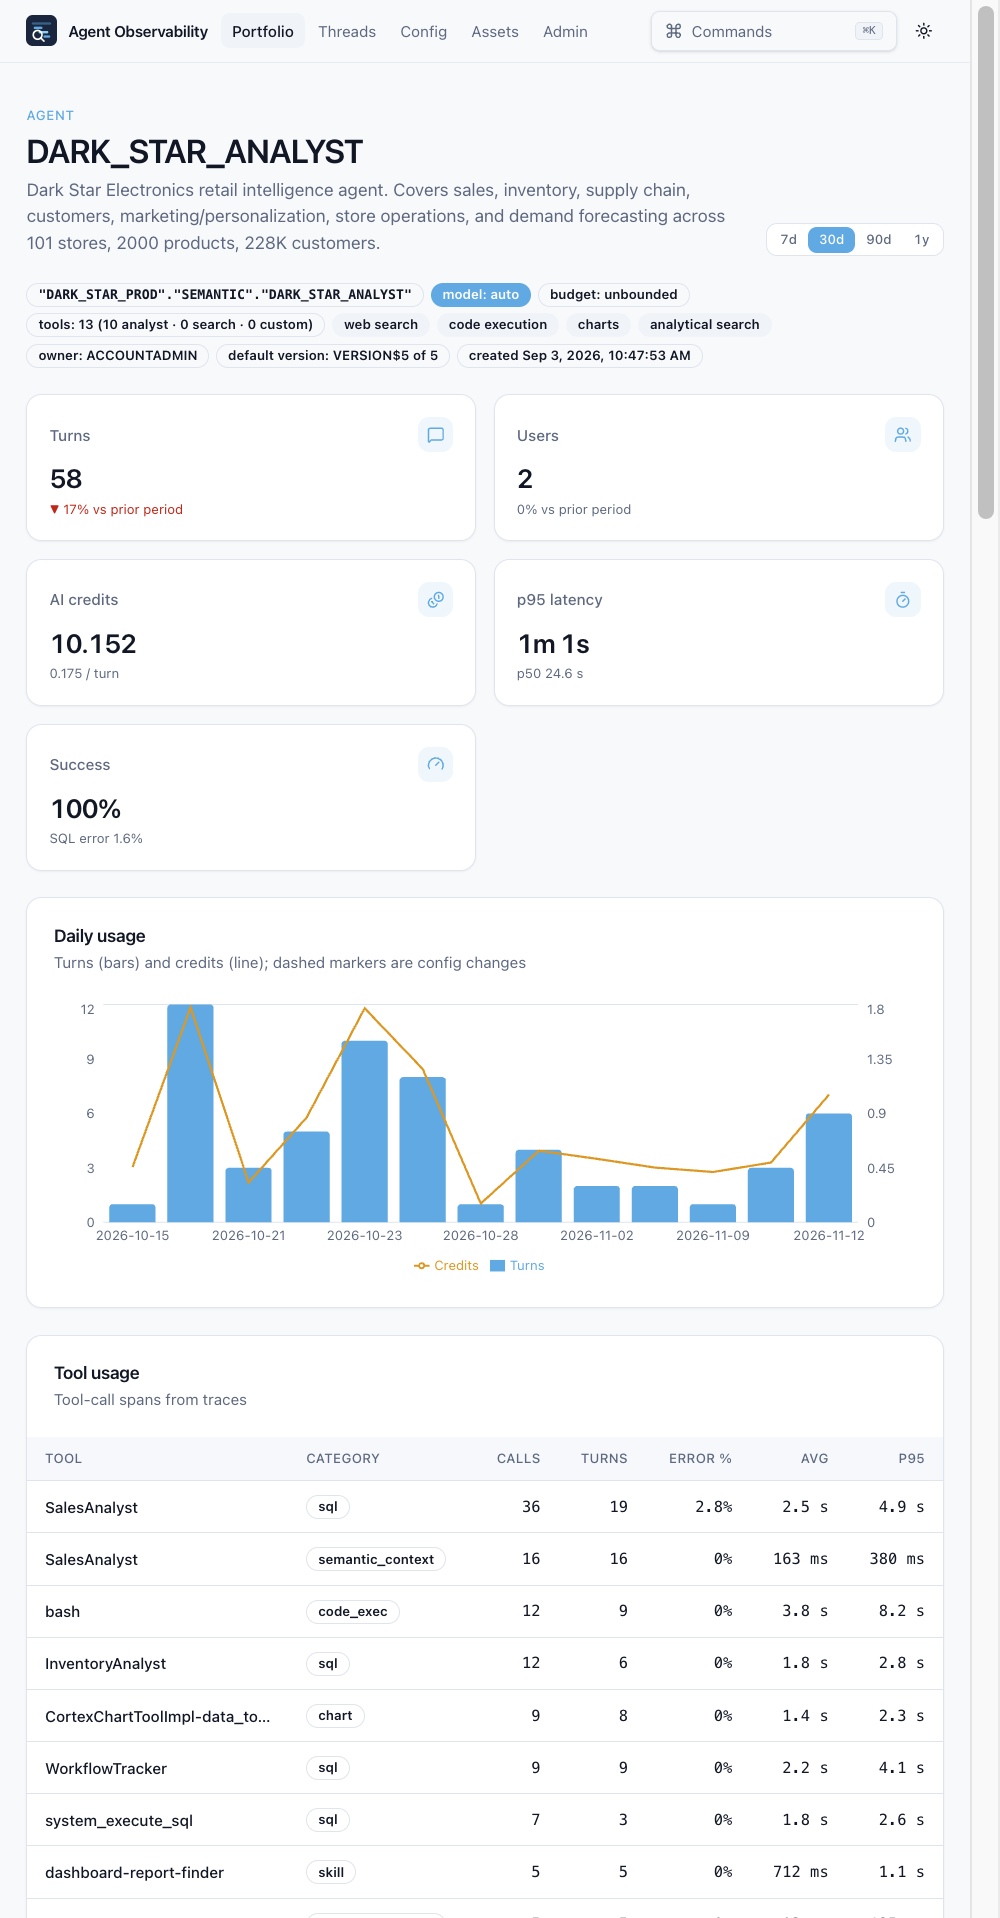 Agent Observability Portfolio Threads Config Assets Admin Commands ⌘K
AGENT
DARK_STAR_ANALYST
Dark Star Electronics retail intelligence agent. Covers sales, inventory, supply chain,
customers, marketing/personalization, store operations, and demand forecasting across
101 stores, 2000 products, 228K customers.
7d 30d 90d 1y
"DARK_STAR_PROD"."SEMANTIC"."DARK_STAR_ANALYST" model: auto budget: unbounded
tools: 13 (10 analyst · 0 search · 0 custom) web search code execution charts analytical search
owner: ACCOUNTADMIN default version: VERSION$5 of 5 created Sep 3, 2026, 10:47:53 AM
Turns
58
▼ 17% vs prior period
Users
2
0% vs prior period
AI credits
10.152
0.175 / turn
p95 latency
1m 1s
p50 24.6 s
Success
100%
SQL error 1.6%
Daily usage
Turns (bars) and credits (line); dashed markers are config changes
12 1.8
9 1.35
6 0.9
3 0.45
0 0
2026-10-15 2026-10-21 2026-10-23 2026-10-28 2026-11-02 2026-11-09 2026-11-12
Credits Turns
Tool usage
Tool-call spans from traces
TOOL CATEGORY CALLS TURNS ERROR % AVG P95
SalesAnalyst sql 36 19 2.8% 2.5 s 4.9 s
SalesAnalyst semantic_context 16 16 0% 163 ms 380 ms
bash code_exec 12 9 0% 3.8 s 8.2 s
InventoryAnalyst sql 12 6 0% 1.8 s 2.8 s
CortexChartToolImpl-data_to... chart 9 8 0% 1.4 s 2.3 s
WorkflowTracker sql 9 9 0% 2.2 s 4.1 s
system_execute_sql sql 7 3 0% 1.8 s 2.6 s
dashboard-report-finder skill 5 5 0% 712 ms 1.1 s